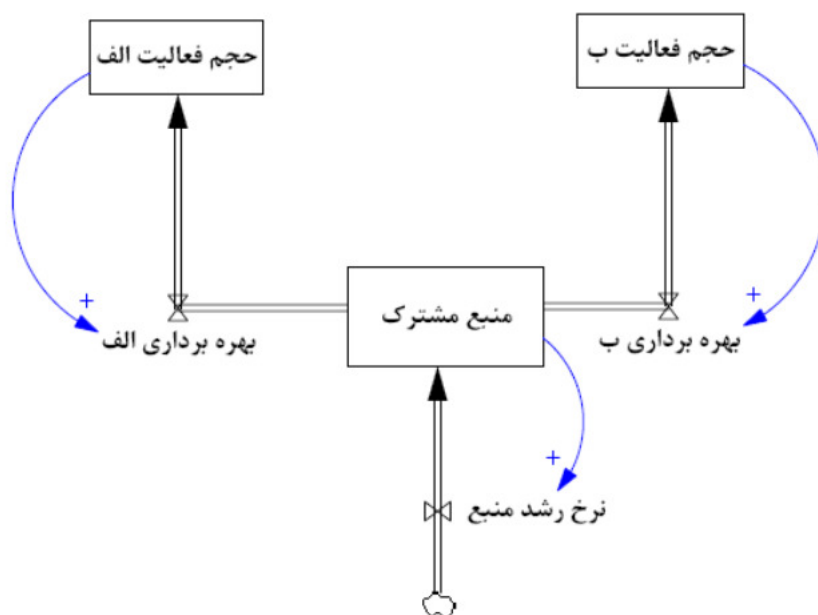 حجم فعالیت ب
حجم فعالیت الف
+
+
منبع مشترک
بهره برداری ب
بهره برداری الف
+
نرخ رشد منبع